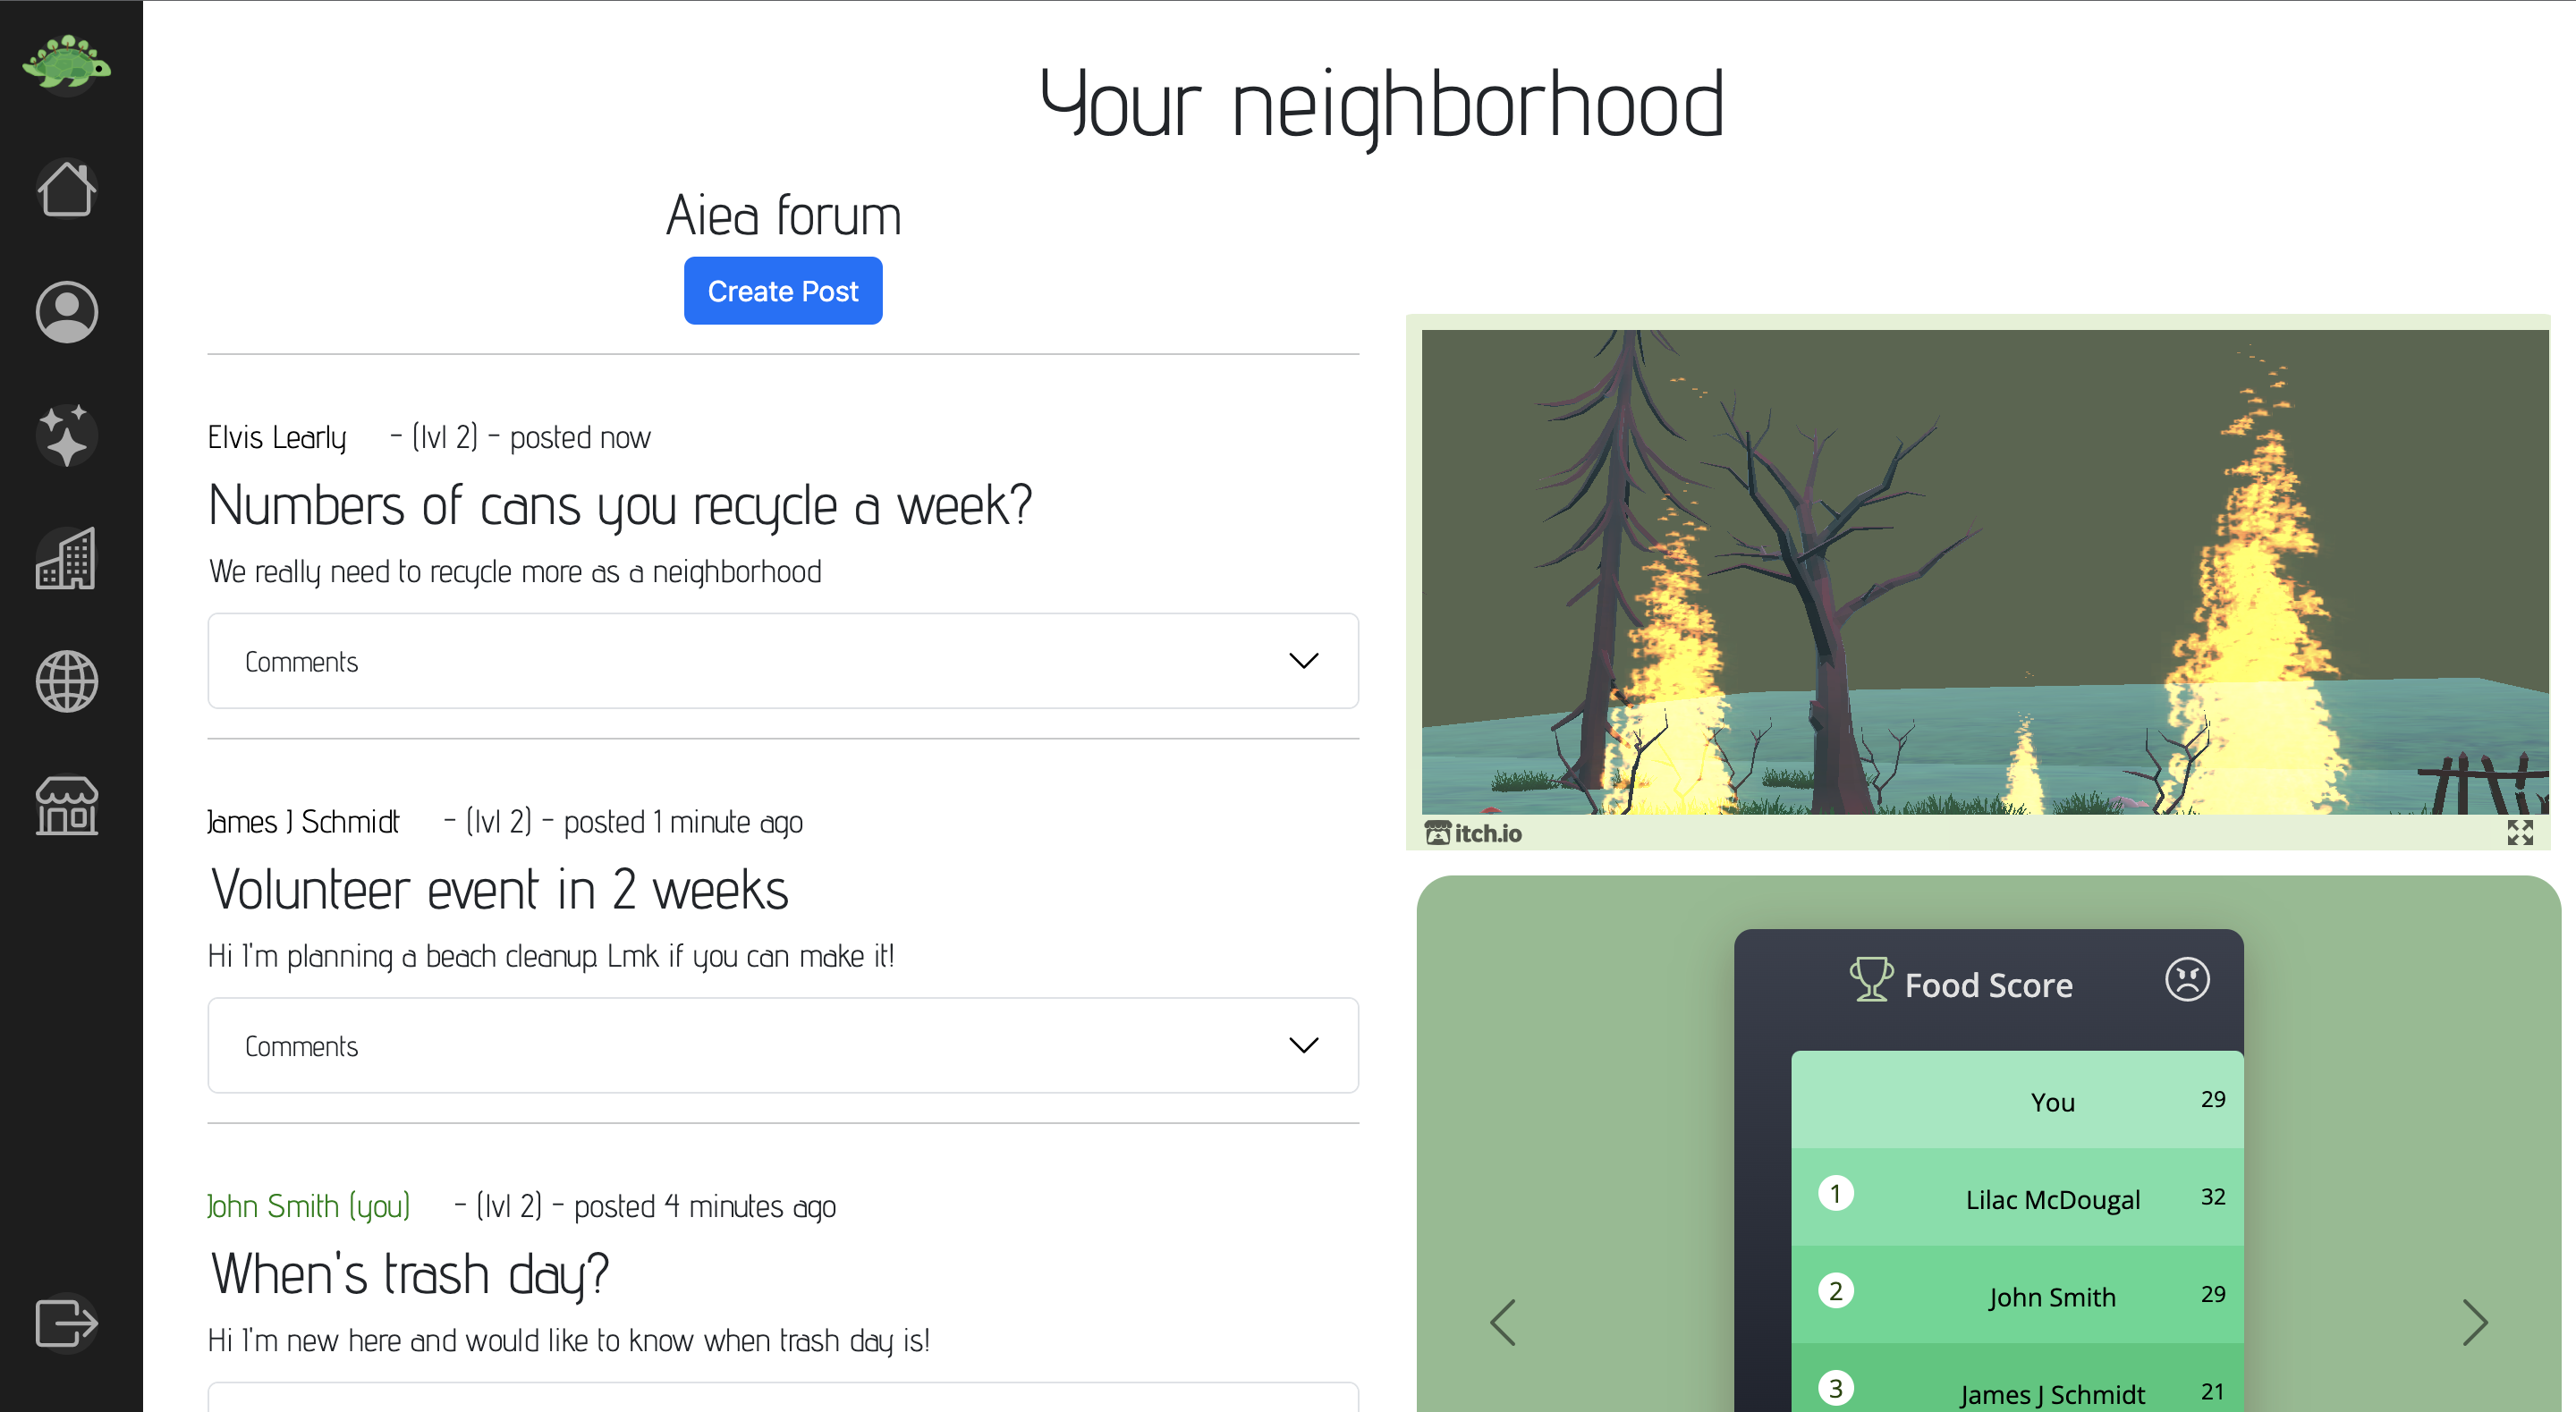 Your neighborhood
Aiea forum
Create Post
Elvis Learly - (lvl 2) - posted now
Numbers of cans you recycle a week?
We really need to recycle more as a neighborhood
Comments
James J Schmidt - (lvl 2) - posted 1 minute ago
Volunteer event in 2 weeks
Hi I'm planning a beach cleanup. Lmk if you can make it!
Comments
John Smith (you) - (lvl 2) - posted 4 minutes ago
When's trash day?
Hi I'm new here and would like to know when trash day is!
itch.io
Food Score
You 29
1 Lilac McDougal 32
2 John Smith 29
3 James J Schmidt 21